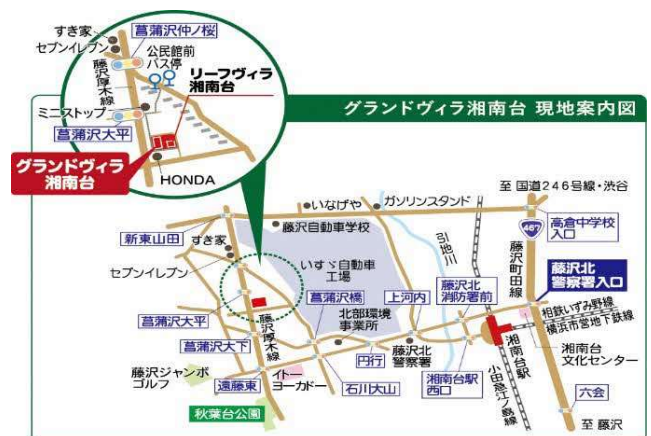 すき家
セブンイレブン
菖蒲沢仲ノ桜
公民館前
バス停
藤沢厚木線
リーフヴィラ
湘南台
ミニストップ
菖蒲沢大平
グランドヴィラ
湘南台
HONDA
グランドヴィラ湘南台 現地案内図
至 国道246号線・渋谷
いなげや
ガソリンスタンド
新東山田
藤沢自動車学校
引地川
467
高倉中学校
入口
すき家
セブンイレブン
いすゞ自動車
工場
藤沢町田線
藤沢北
警察署入口
菖蒲沢橋
上河内
藤沢北
消防署前
相鉄いずみ野線
横浜市営地下鉄線
菖蒲沢大平
藤沢厚木線
北部環境
事業所
湘南台駅
菖蒲沢大下
円行
藤沢北
警察署
湘南台
文化センター
藤沢ジャンボ
ゴルフ
遠藤東
イトー
ヨーカドー
石川大山
湘南台駅
西口
小田急江ノ島線
六会
秋葉台公園
至 藤沢